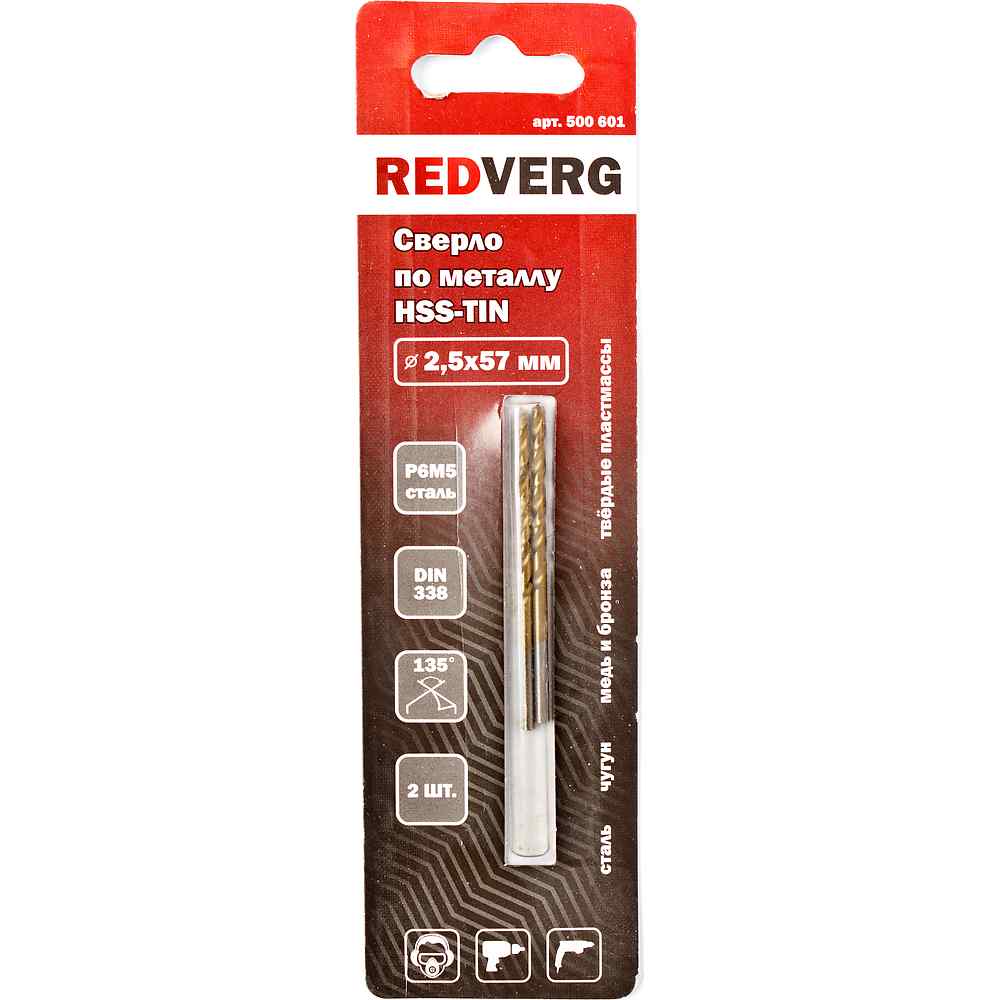 арт. 500 601
REDVERG
Сверло
по металлу
HSS-TIN
⌀ 2,5x57 мм
Р6М5
сталь
DIN
338
135°
2 ШТ.
сталь чугун медь и бронза твёрдые пластмассы